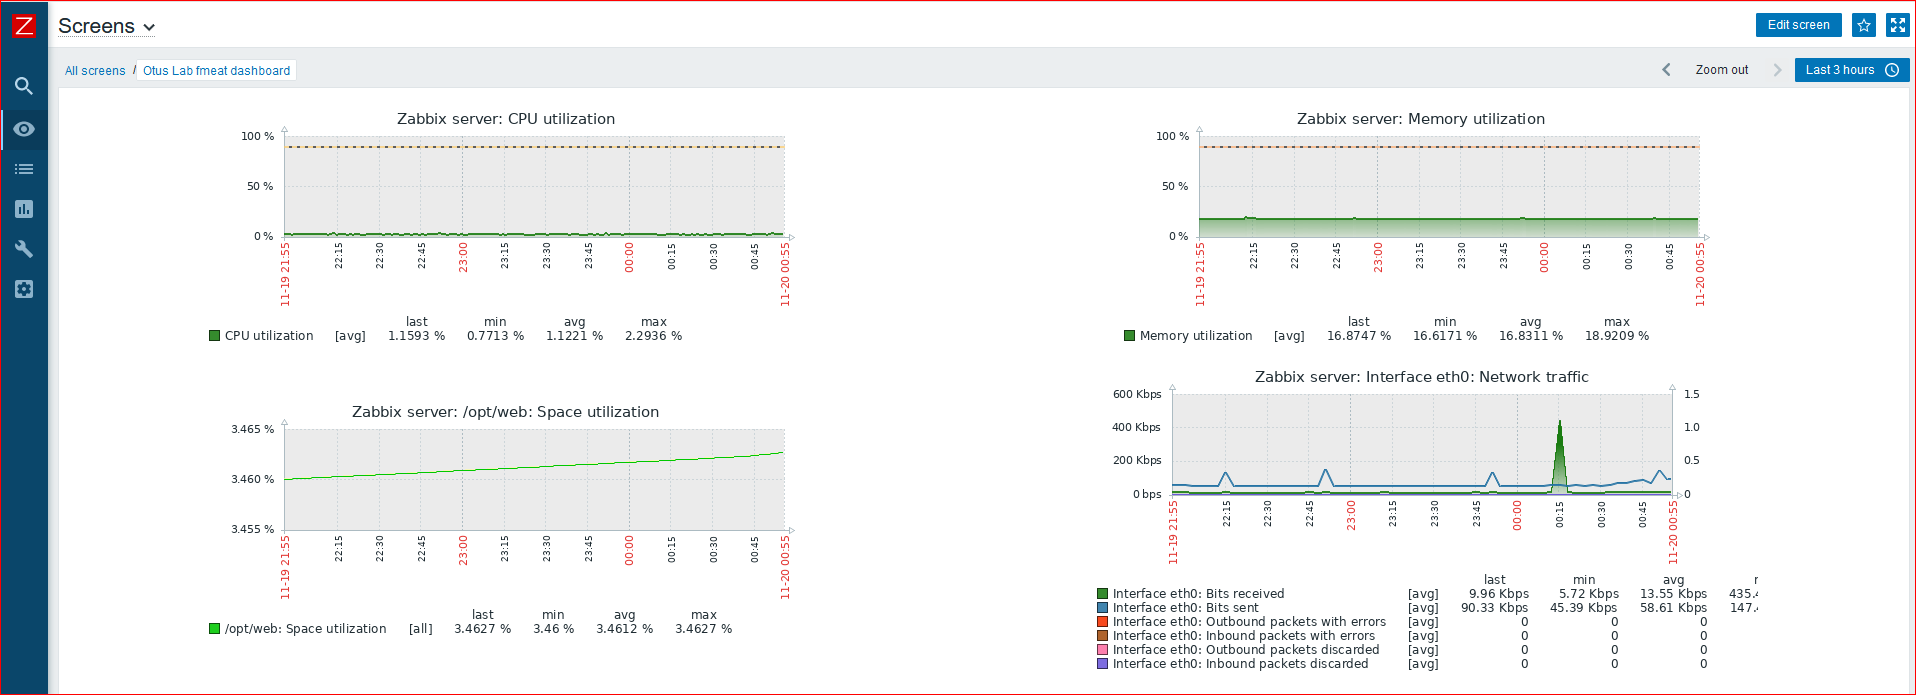 Z
Screens
Edit screen
All screens / Otus Lab fmeat dashboard
Zoom out
Last 3 hours
Zabbix server: CPU utilization
100 %
50 %
0 %
11-19 21:55
22:15
22:30
22:45
23:00
23:15
23:30
23:45
00:00
00:15
00:30
00:45
11-20 00:55
last min avg max
CPU utilization [avg] 1.1593 % 0.7713 % 1.1221 % 2.2936 %
Zabbix server: Memory utilization
100 %
50 %
0 %
11-19 21:55
22:15
22:30
22:45
23:00
23:15
23:30
23:45
00:00
00:15
00:30
00:45
11-20 00:55
last min avg max
Memory utilization [avg] 16.8747 % 16.6171 % 16.8311 % 18.9209 %
Zabbix server: /opt/web: Space utilization
3.465 %
3.460 %
3.455 %
11-19 21:55
22:15
22:30
22:45
23:00
23:15
23:30
23:45
00:00
00:15
00:30
00:45
11-20 00:55
last min avg max
/opt/web: Space utilization [all] 3.4627 % 3.46 % 3.4612 % 3.4627 %
Zabbix server: Interface eth0: Network traffic
600 Kbps 1.5
400 Kbps 1.0
200 Kbps 0.5
0 bps 0
11-19 21:55
22:15
22:30
22:45
23:00
23:15
23:30
23:45
00:00
00:15
00:30
00:45
11-20 00:55
last min avg
Interface eth0: Bits received [avg] 9.96 Kbps 5.72 Kbps 13.55 Kbps 435.4
Interface eth0: Bits sent [avg] 90.33 Kbps 45.39 Kbps 58.61 Kbps 147.4
Interface eth0: Outbound packets with errors [avg] 0 0 0
Interface eth0: Inbound packets with errors [avg] 0 0 0
Interface eth0: Outbound packets discarded [avg] 0 0 0
Interface eth0: Inbound packets discarded [avg] 0 0 0